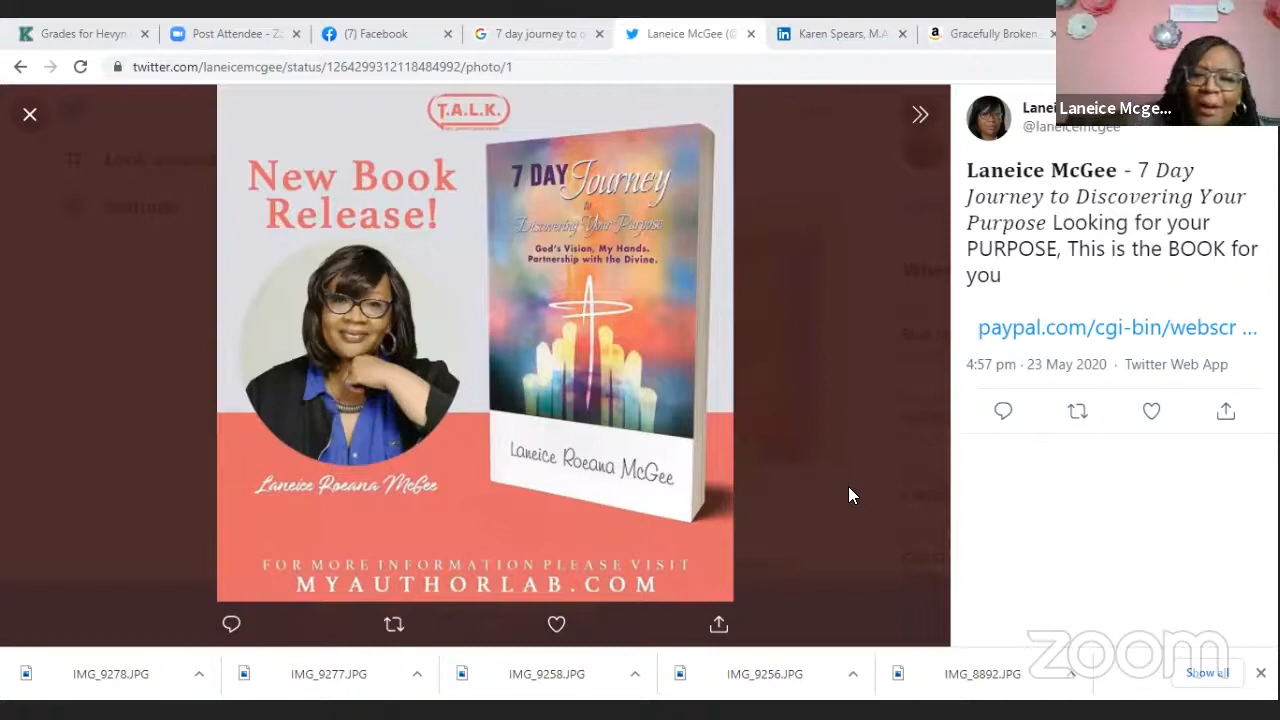 Grades for Hevyn
Post Attendee - Z
(7) Facebook
7 day journey to
Laneice McGee (@
Karen Spears, M.A
Gracefully Broken
twitter.com/laneicemcgee/status/1264299312118484992/photo/1
Laneice Mcge...
T.A.L.K.
New Book
Release!
Laneice Roeana McGee
7 DAY Journey
to
Discovering Your Purpose
God's Vision, My Hands.
Partnership with the Divine.
Laneice Roeana McGee
FOR MORE INFORMATION PLEASE VISIT
MYAUTHORLAB.COM
@laneicemcgee
Laneice McGee - 7 Day
Journey to Discovering Your
Purpose Looking for your
PURPOSE, This is the BOOK for
you
paypal.com/cgi-bin/webscr ...
4:57 pm · 23 May 2020 · Twitter Web App
IMG_9278.JPG
IMG_9277.JPG
IMG_9258.JPG
IMG_9256.JPG
IMG_8892.JPG
Show all
zoom